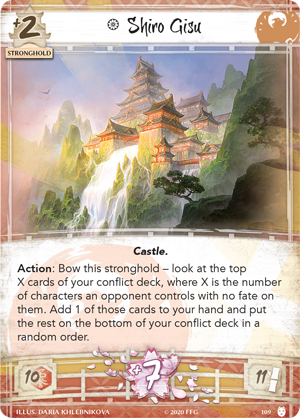 +2
STRONGHOLD
Shiro Gisu
Castle.
Action: Bow this stronghold – look at the top
X cards of your conflict deck, where X is the number
of characters an opponent controls with no fate on
them. Add 1 of those cards to your hand and put
the rest on the bottom of your conflict deck in a
random order.
10
+7
11
ILLUS. DARIA KHLEBNIKOVA
© 2020 FFG
109